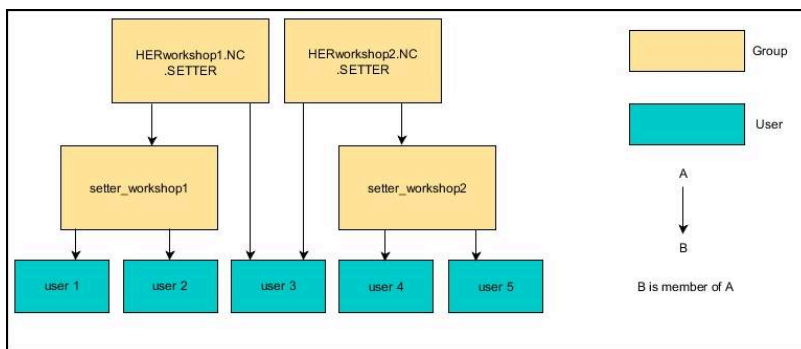 HERworkshop1.NC
.SETTER
HERworkshop2.NC
.SETTER
Group
User
setter_workshop1
setter_workshop2
A
B
user 1
user 2
user 3
user 4
user 5
B is member of A